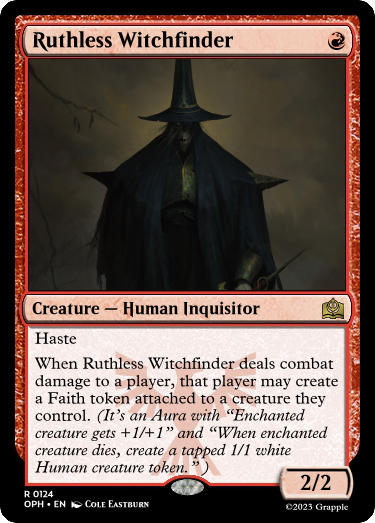 Ruthless Witchfinder
Creature — Human Inquisitor
Haste
When Ruthless Witchfinder deals combat
damage to a player, that player may create
a Faith token attached to a creature they
control. (It's an Aura with “Enchanted
creature gets +1/+1” and “When enchanted
creature dies, create a tapped 1/1 white
Human creature token.”)
2/2
R 0124
OPH • EN Cole Eastburn
©2023 Grapple